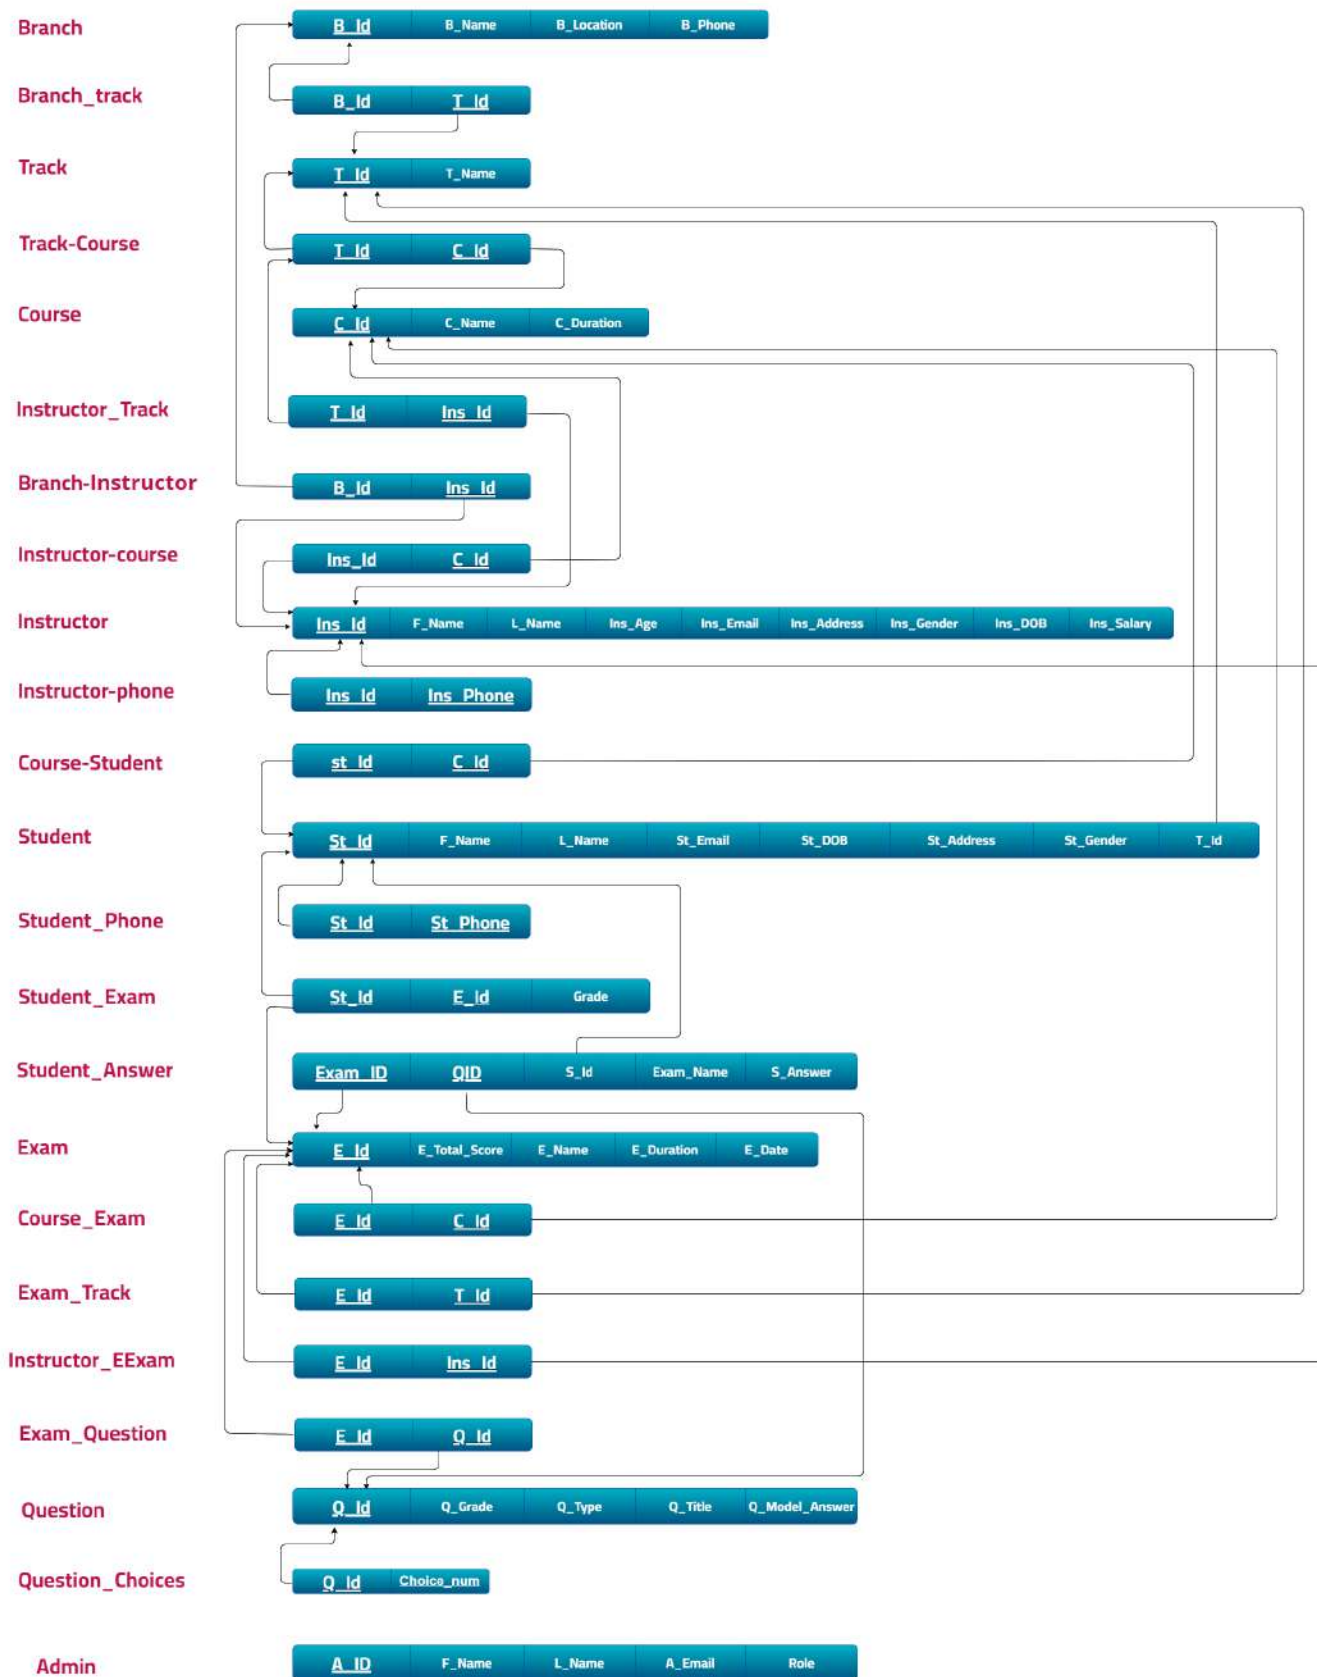 Branch B_Id B_Name B_Location B_Phone
Branch_track B_Id T_Id
Track T_Id T_Name
Track-Course T_Id C_Id
Course C_Id C_Name C_Duration
Instructor_Track T_Id Ins_Id
Branch-Instructor B_Id Ins_Id
Instructor-course Ins_Id C_Id
Instructor Ins_Id F_Name L_Name Ins_Age Ins_Email Ins_Address Ins_Gender Ins_DOB Ins_Salary
Instructor-phone Ins_Id Ins_Phone
Course-Student st_Id C_Id
Student St_Id F_Name L_Name St_Email St_DOB St_Address St_Gender T_Id
Student_Phone St_Id St_Phone
Student_Exam St_Id E_Id Grade
Student_Answer Exam_ID QID S_Id Exam_Name S_Answer
Exam E_Id E_Total_Score E_Name E_Duration E_Date
Course_Exam E_Id C_Id
Exam_Track E_Id T_Id
Instructor_EExam E_Id Ins_Id
Exam_Question E_Id Q_Id
Question Q_Id Q_Grade Q_Type Q_Title Q_Model_Answer
Question_Choices Q_Id Choice_num
Admin A_ID F_Name L_Name A_Email Role